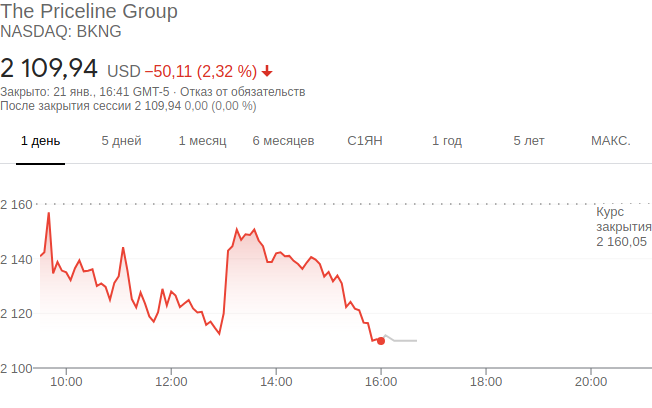 The Priceline Group
NASDAQ: BKNG
2 109,94 USD −50,11 (2,32 %)
Закрыто: 21 янв., 16:41 GMT-5 · Отказ от обязательств
После закрытия сессии 2 109,94 0,00 (0,00 %)
1 день 5 дней 1 месяц 6 месяцев С1ЯН 1 год 5 лет МАКС.
2 160
Курс
закрытия
2 160,05
2 140
2 120
2 100
10:00 12:00 14:00 16:00 18:00 20:00